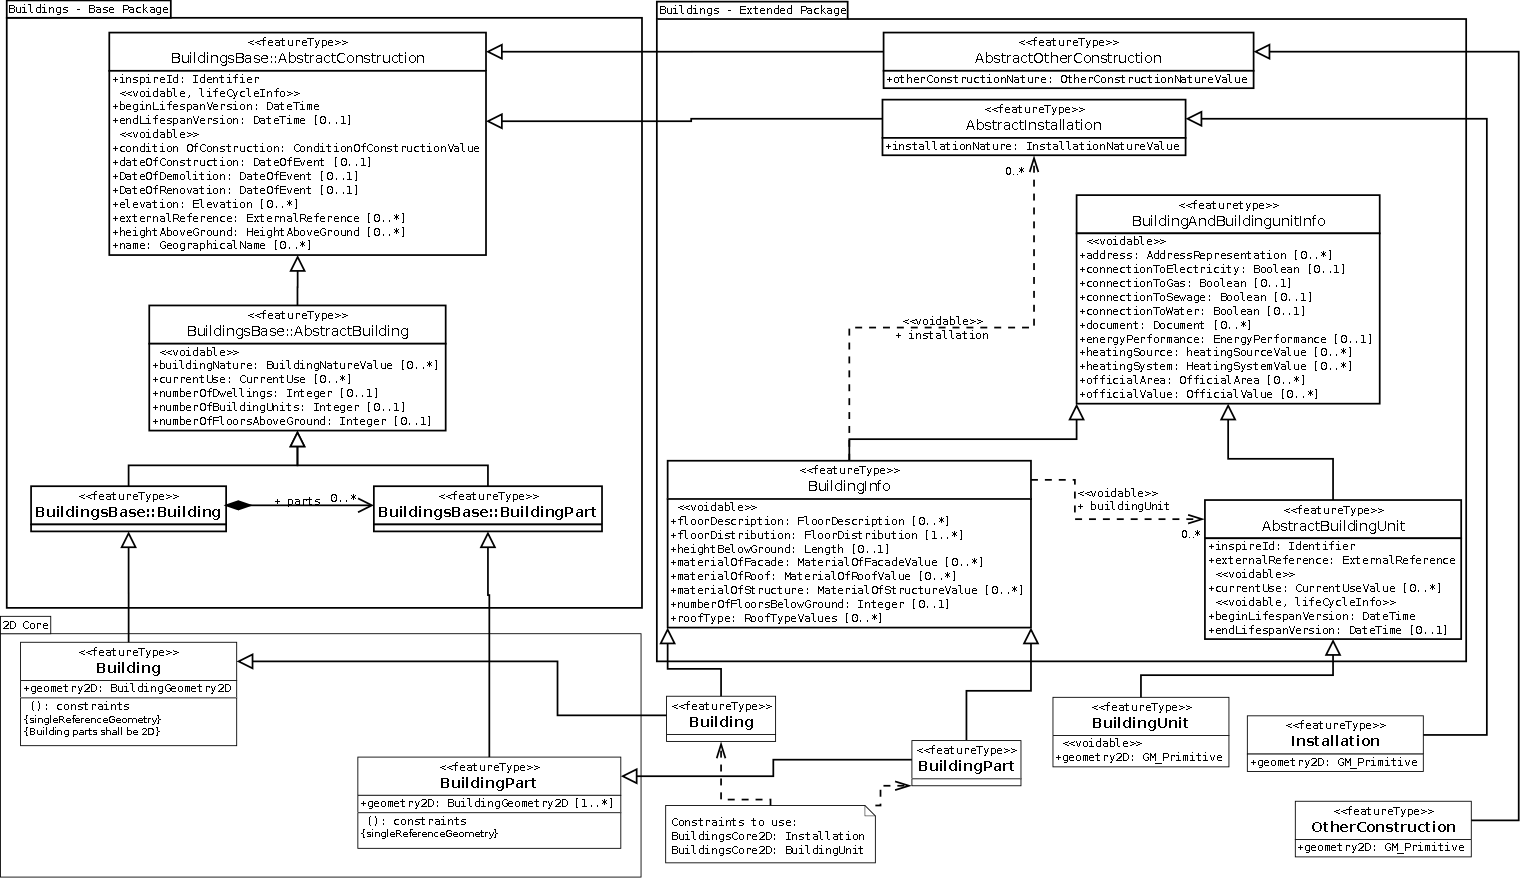 Buildings - Base Package
<<featureType>>
BuildingsBase::AbstractConstruction
+inspireId: Identifier
<<voidable, lifeCycleInfo>>
+beginLifespanVersion: DateTime
+endLifespanVersion: DateTime [0..1]
<<voidable>>
+condition OfConstruction: ConditionOfConstructionValue
+dateOfConstruction: DateOfEvent [0..1]
+DateOfDemolition: DateOfEvent [0..1]
+DateOfRenovation: DateOfEvent [0..1]
+elevation: Elevation [0..*]
+externalReference: ExternalReference [0..*]
+heightAboveGround: HeightAboveGround [0..*]
+name: GeographicalName [0..*]
<<featureType>>
BuildingsBase::AbstractBuilding
<<voidable>>
+buildingNature: BuildingNatureValue [0..*]
+currentUse: CurrentUse [0..*]
+numberOfDwellings: Integer [0..1]
+numberOfBuildingUnits: Integer [0..1]
+numberOfFloorsAboveGround: Integer [0..1]
<<featureType>>
BuildingsBase::Building
+ parts 0..*
<<featureType>>
BuildingsBase::BuildingPart
2D Core
<<featureType>>
Building
+geometry2D: BuildingGeometry2D
(): constraints
{singleReferenceGeometry}
{Building parts shall be 2D}
<<featureType>>
BuildingPart
+geometry2D: BuildingGeometry2D [1..*]
(): constraints
{singleReferenceGeometry}
Buildings - Extended Package
<<featureType>>
AbstractOtherConstruction
+otherConstructionNature: OtherConstructionNatureValue
<<featureType>>
AbstractInstallation
+installationNature: InstallationNatureValue
0..*
<<voidable>>
+ installation
<<featuretype>>
BuildingAndBuildingunitInfo
<<voidable>>
+address: AddressRepresentation [0..*]
+connectionToElectricity: Boolean [0..1]
+connectionToGas: Boolean [0..1]
+connectionToSewage: Boolean [0..1]
+connectionToWater: Boolean [0..1]
+document: Document [0..*]
+energyPerformance: EnergyPerformance [0..1]
+heatingSource: heatingSourceValue [0..*]
+heatingSystem: HeatingSystemValue [0..*]
+officialArea: OfficialArea [0..*]
+officialValue: OfficialValue [0..*]
<<featureType>>
BuildingInfo
<<voidable>>
+floorDescription: FloorDescription [0..*]
+floorDistribution: FloorDistribution [1..*]
+heightBelowGround: Length [0..1]
+materialOfFacade: MaterialOfFacadeValue [0..*]
+materialOfRoof: MaterialOfRoofValue [0..*]
+materialOfStructure: MaterialOfStructureValue [0..*]
+numberOfFloorsBelowGround: Integer [0..1]
+roofType: RoofTypeValues [0..*]
<<voidable>>
+ buildingUnit
0..*
<<featureType>>
AbstractBuildingUnit
+inspireId: Identifier
+externalReference: ExternalReference
<<voidable>>
+currentUse: CurrentUseValue [0..*]
<<voidable, lifeCycleInfo>>
+beginLifespanVersion: DateTime
+endLifespanVersion: DateTime [0..1]
<<featureType>>
Building
<<featureType>>
BuildingPart
<<featureType>>
BuildingUnit
<<voidable>>
+geometry2D: GM_Primitive
<<featureType>>
Installation
+geometry2D: GM_Primitive
<<featureType>>
OtherConstruction
+geometry2D: GM_Primitive
Constraints to use:
BuildingsCore2D: Installation
BuildingsCore2D: BuildingUnit